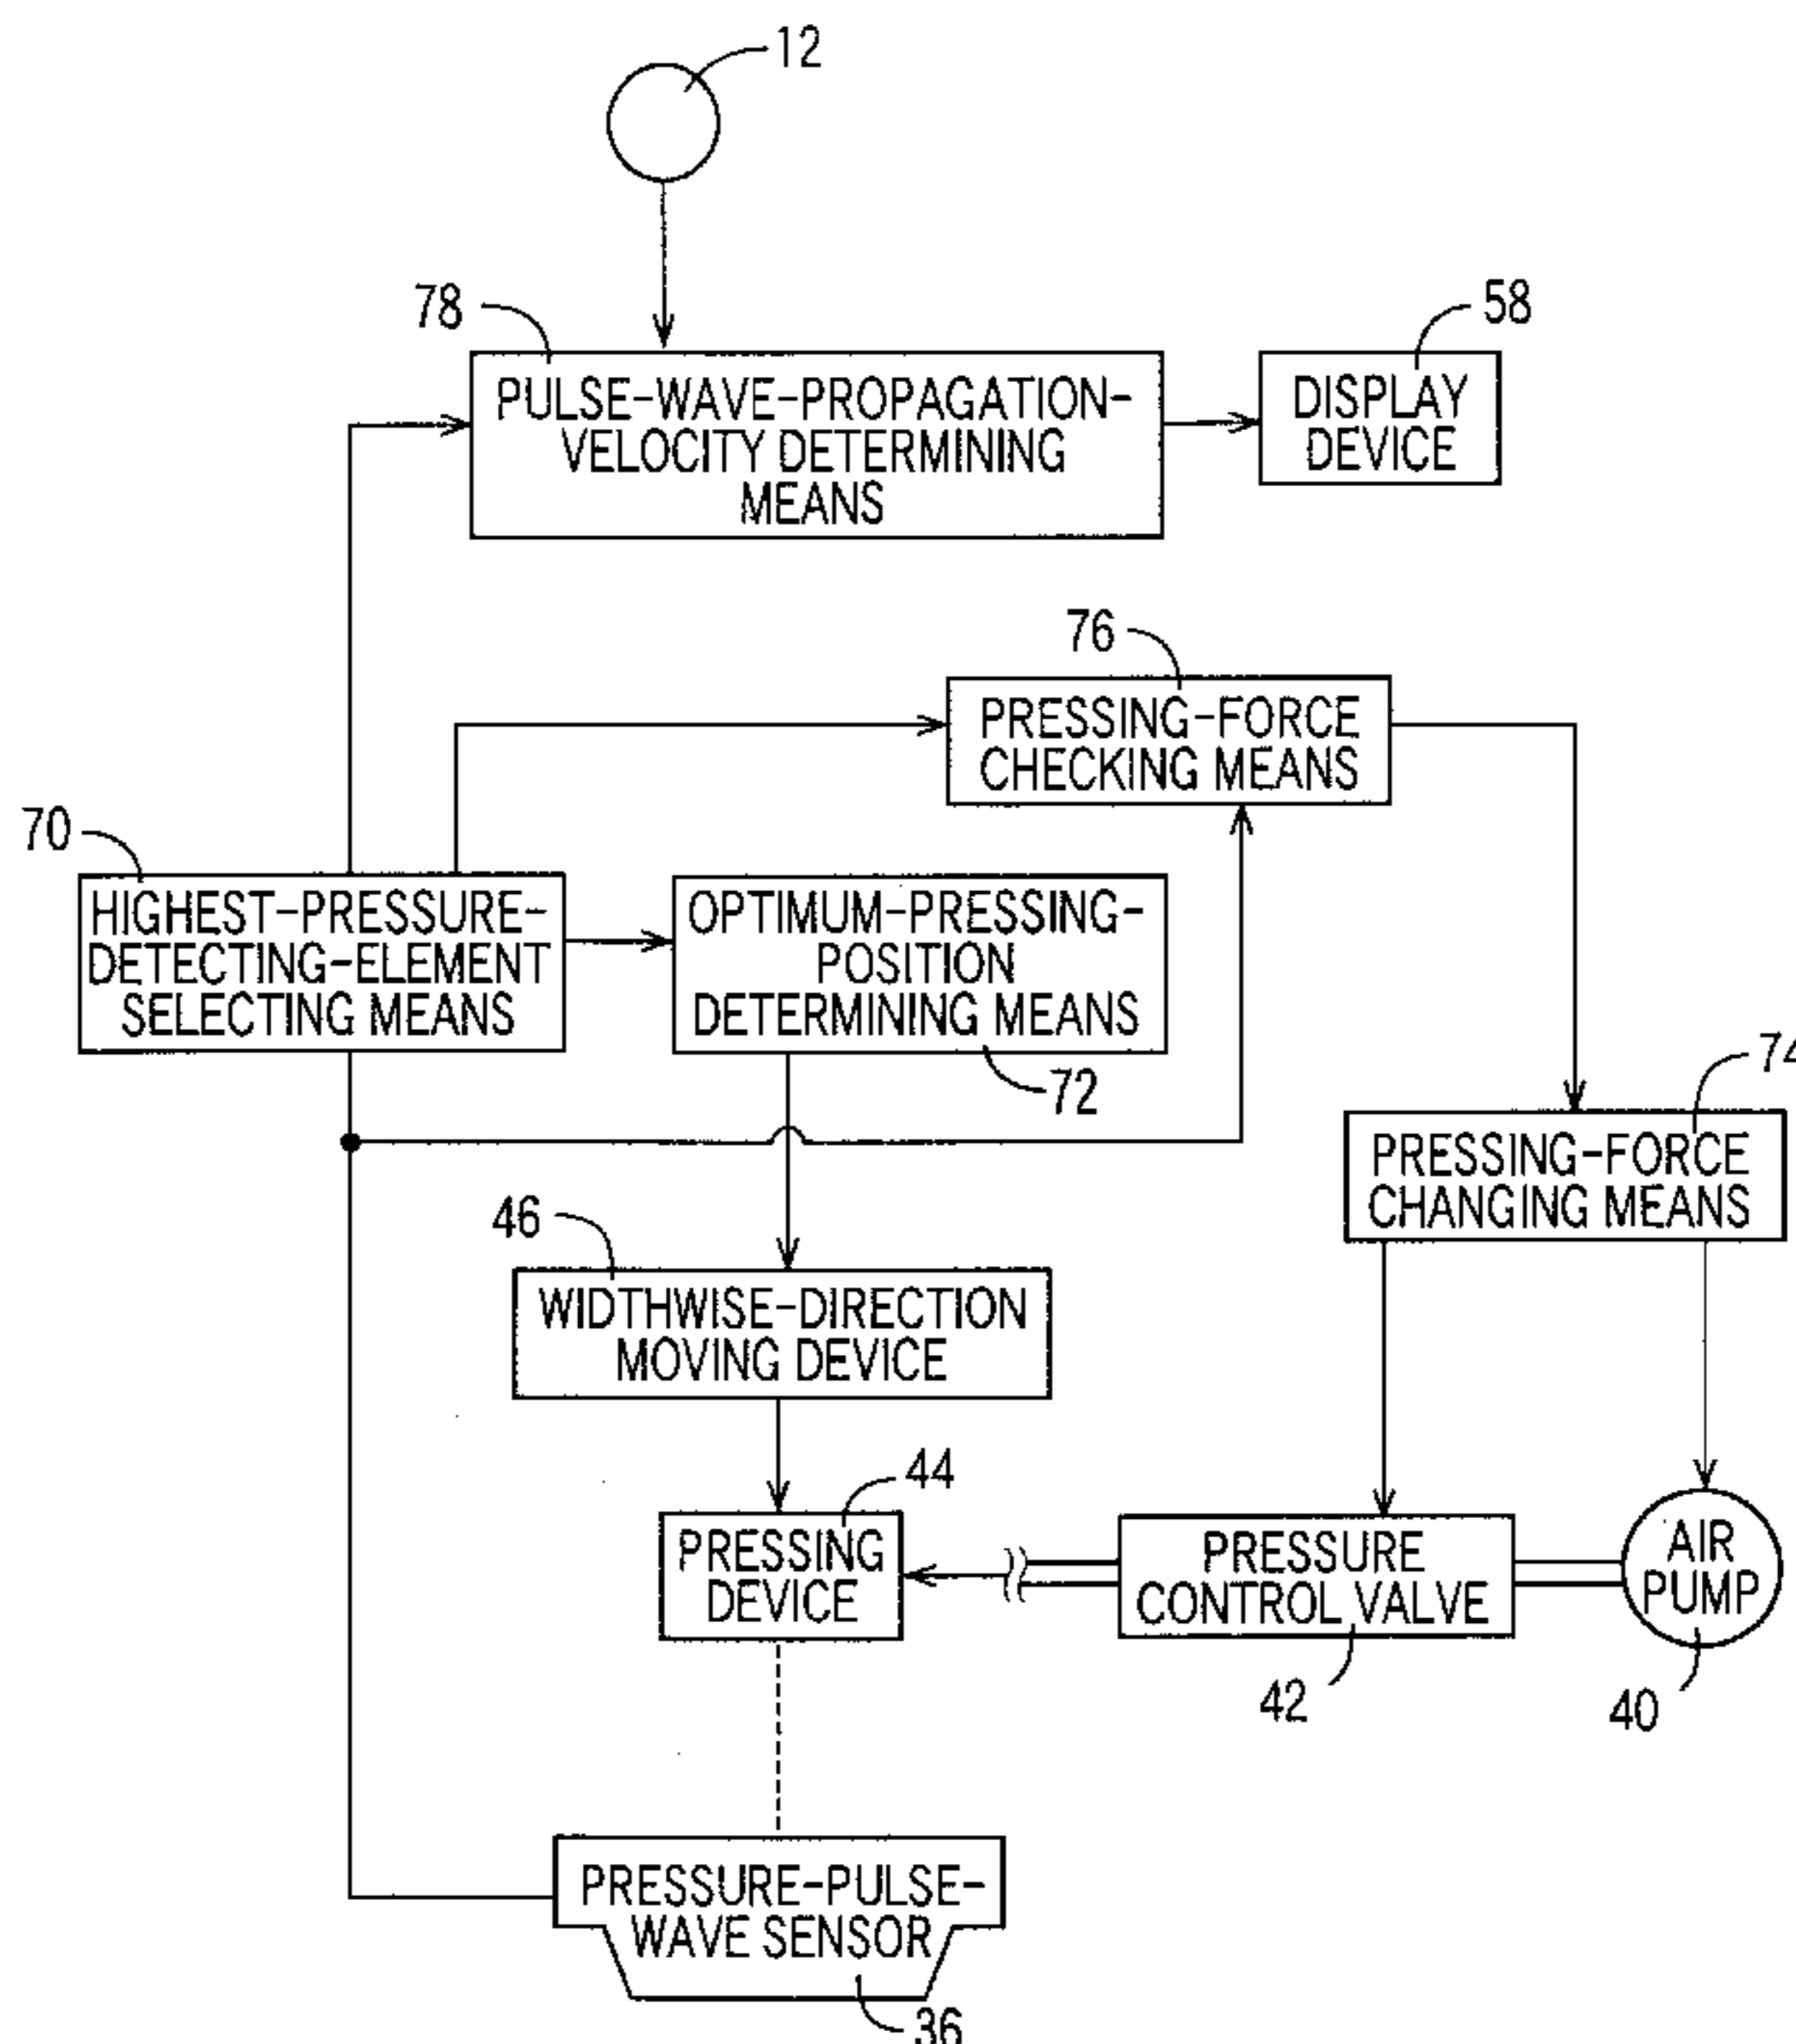 12
78
58
PULSE-WAVE-PROPAGATION-
VELOCITY DETERMINING
MEANS
DISPLAY
DEVICE
76
PRESSING-FORCE
CHECKING MEANS
70
HIGHEST-PRESSURE-
DETECTING-ELEMENT
SELECTING MEANS
OPTIMUM-PRESSING-
POSITION
DETERMINING MEANS
72
74
PRESSING-FORCE
CHANGING MEANS
46
WIDTHWISE-DIRECTION
MOVING DEVICE
44
PRESSING
DEVICE
PRESSURE
CONTROL VALVE
AIR
PUMP
42
40
PRESSURE-PULSE-
WAVE SENSOR
36